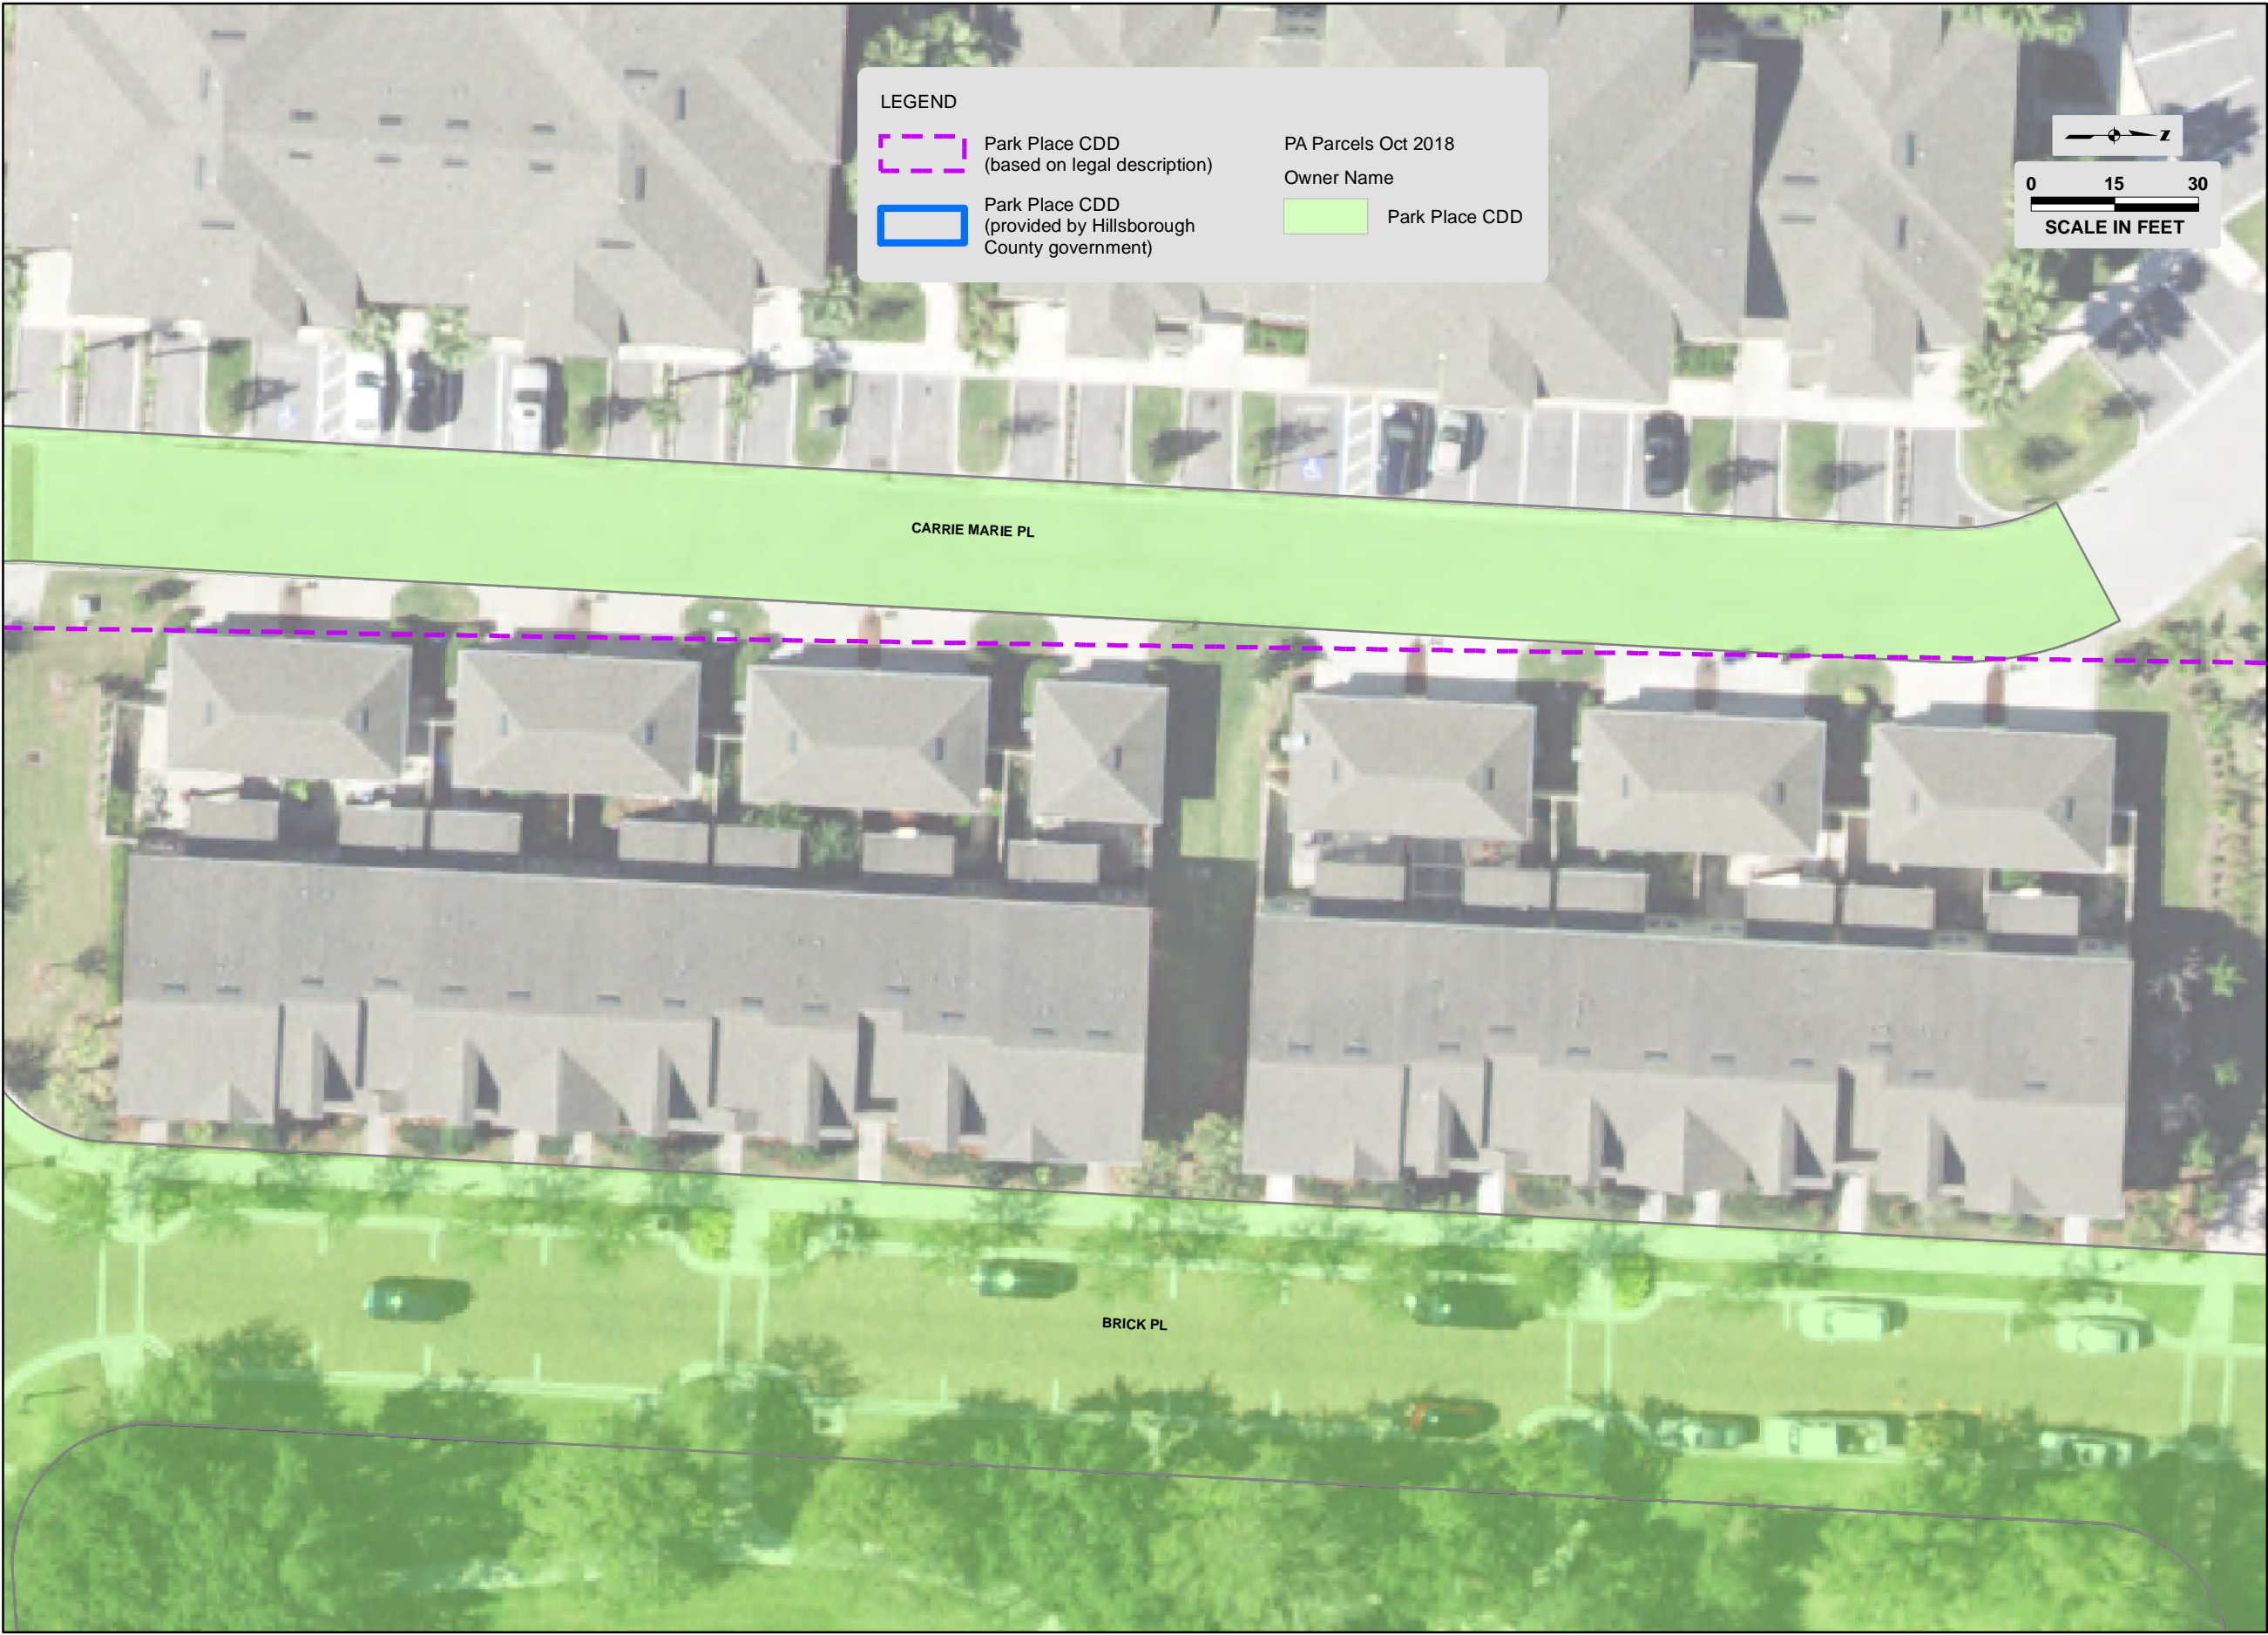 LEGEND
Park Place CDD
(based on legal description)
Park Place CDD
(provided by Hillsborough
County government)
PA Parcels Oct 2018
Owner Name
Park Place CDD
Z
0 15 30
SCALE IN FEET
CARRIE MARIE PL
BRICK PL